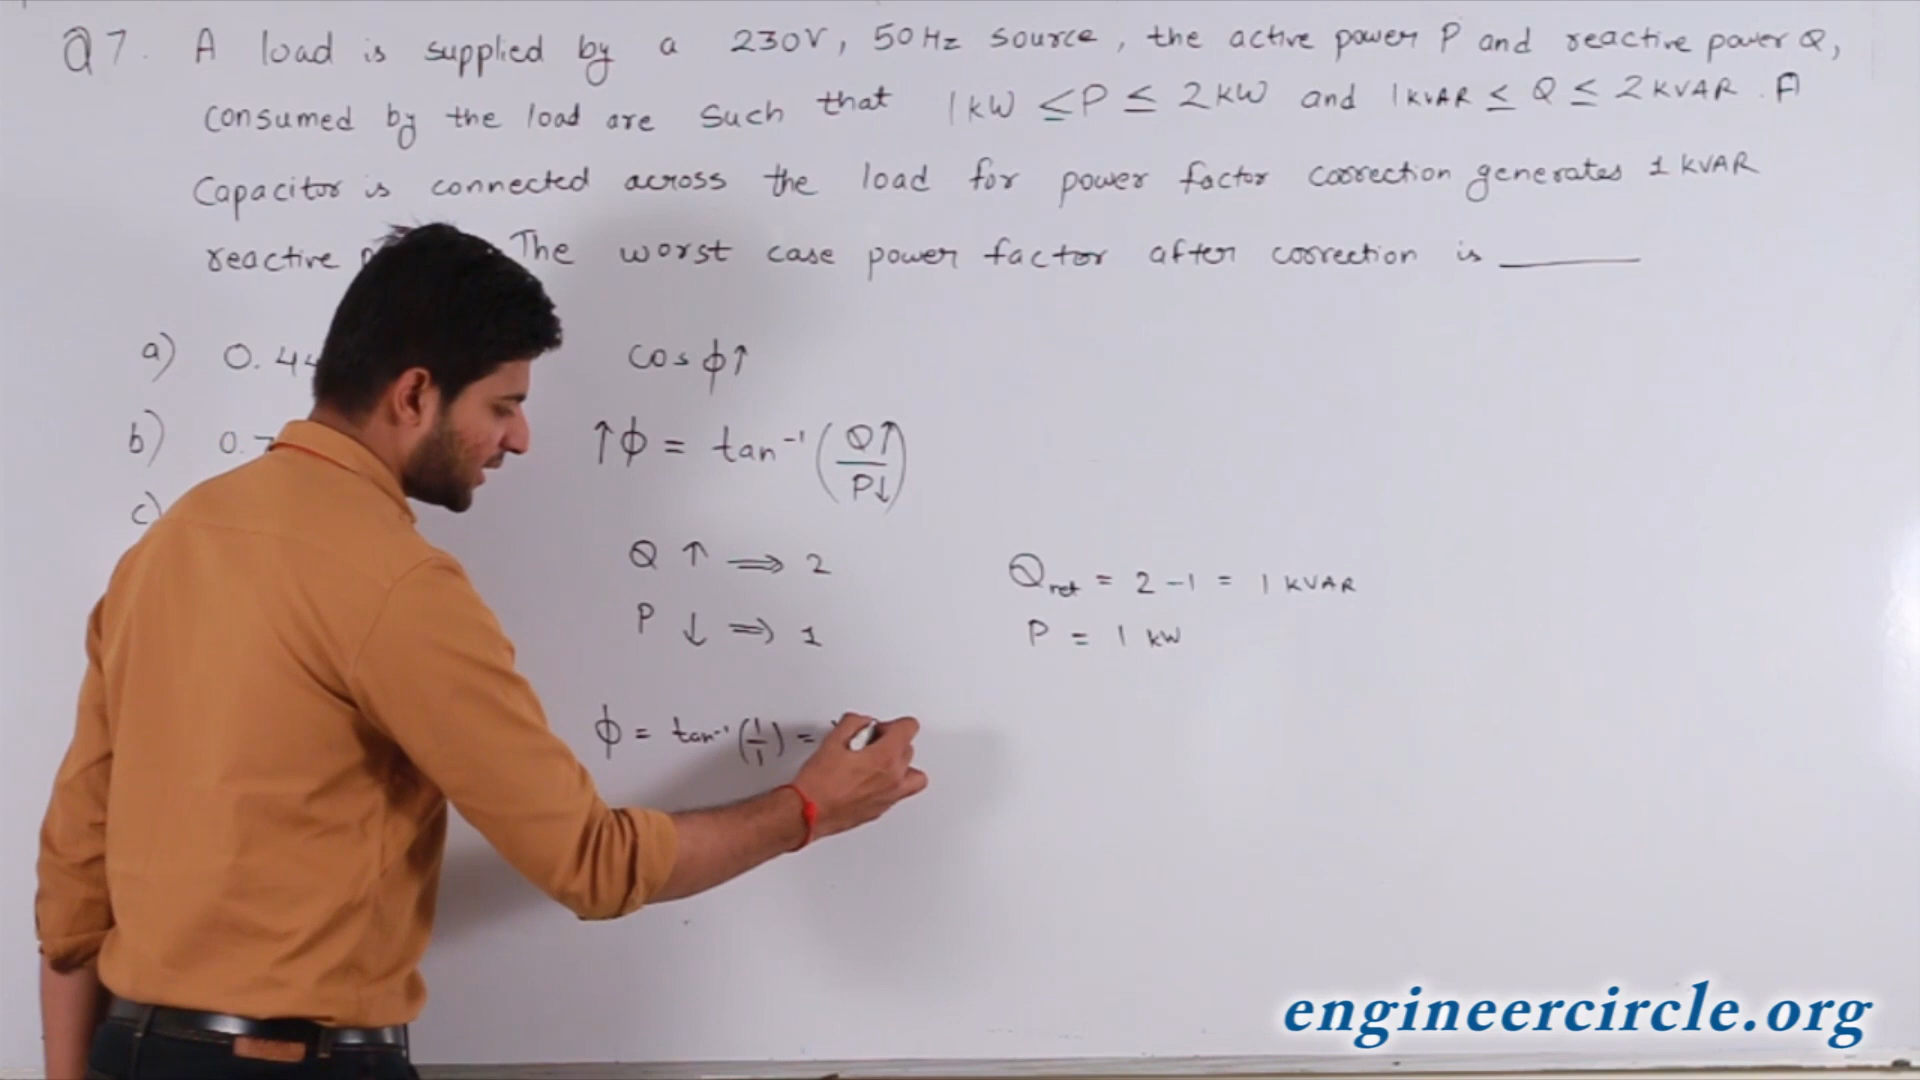 Q7. A load is supplied by a 230V, 50Hz source, the active power P and reactive power Q,
consumed by the load are such that 1kW ≤ P ≤ 2kW and 1kVAR ≤ Q ≤ 2kVAR. A
Capacitor is connected across the load for power factor correction generates 1 kVAR
reactive The worst case power factor after correction is ______
a) 0.44
cos φ↑
b) 0.7
↑φ = tan⁻¹(Q↑/P↓)
c)
Q ↑ ⇒ 2
Qnet = 2 - 1 = 1 kVAR
P ↓ ⇒ 1
P = 1 kW
φ = tan⁻¹(1/1) =
engineercircle.org